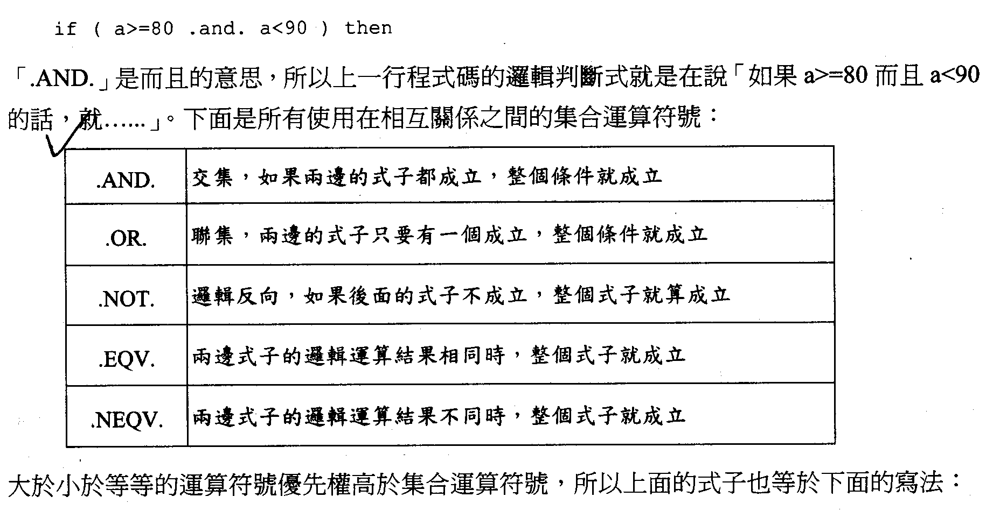 if ( a>=80 .and. a<90 ) then
「.AND.」是而且的意思，所以上一行程式碼的邏輯判斷式就是在說「如果 a>=80 而且 a<90
的話，就……」。下面是所有使用在相互關係之間的集合運算符號：
.AND. 交集，如果兩邊的式子都成立，整個條件就成立
.OR. 聯集，兩邊的式子只要有一個成立，整個條件就成立
.NOT. 邏輯反向，如果後面的式子不成立，整個式子就算成立
.EQV. 兩邊式子的邏輯運算結果相同時，整個式子就成立
.NEQV. 兩邊式子的邏輯運算結果不同時，整個式子就成立
大於小於等等的運算符號優先權高於集合運算符號，所以上面的式子也等於下面的寫法：